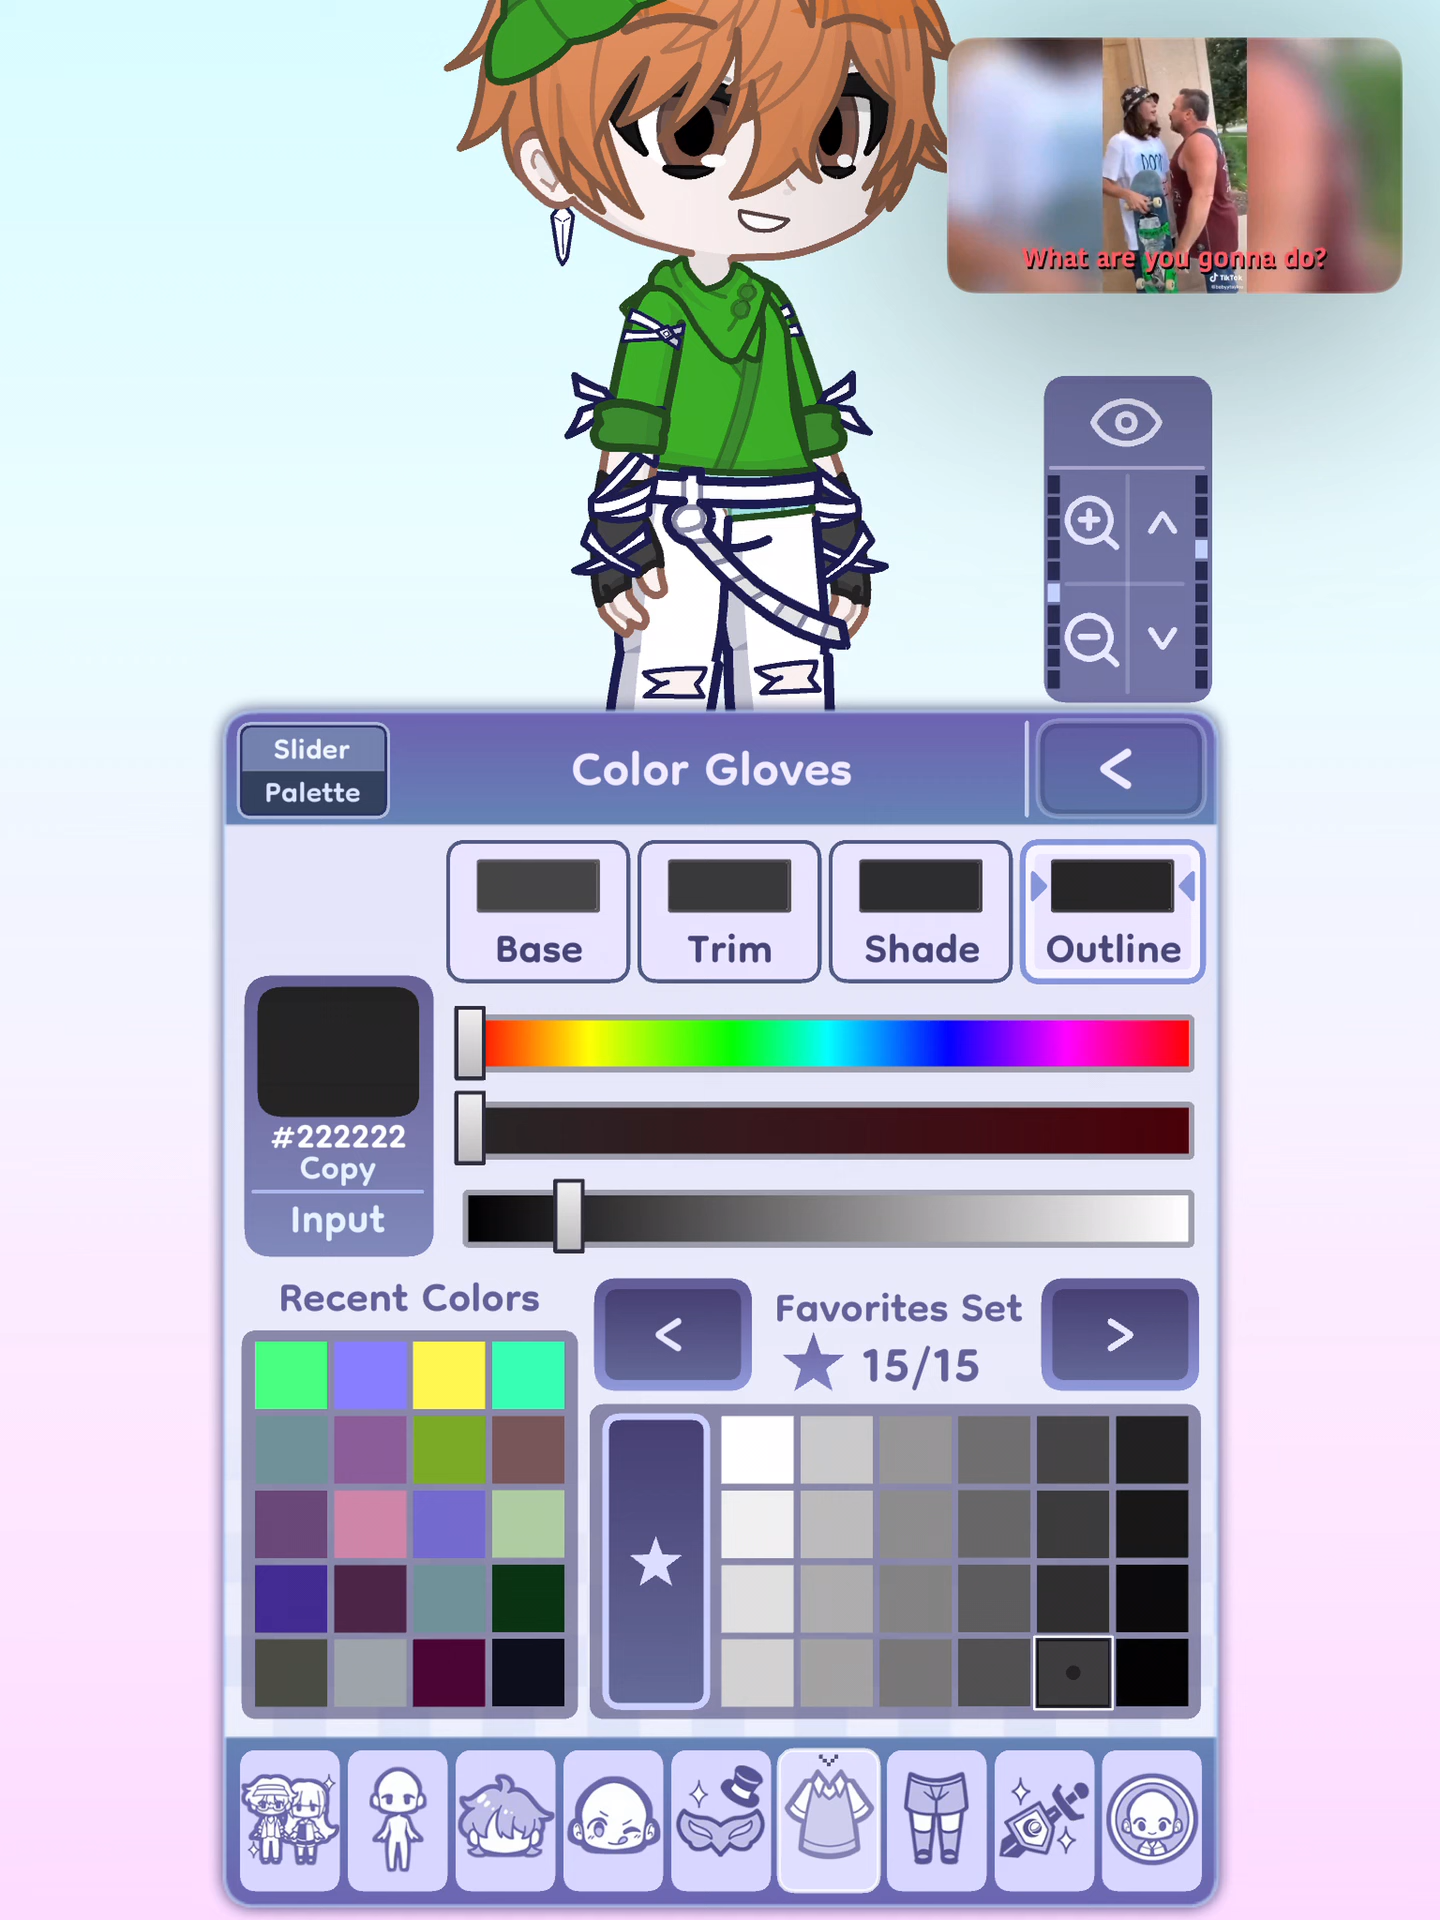 What are you gonna do?
TikTok
Slider
Palette
Color Gloves
<
Base
Trim
Shade
Outline
#222222
Copy
Input
Recent Colors
<
Favorites Set
15/15
>